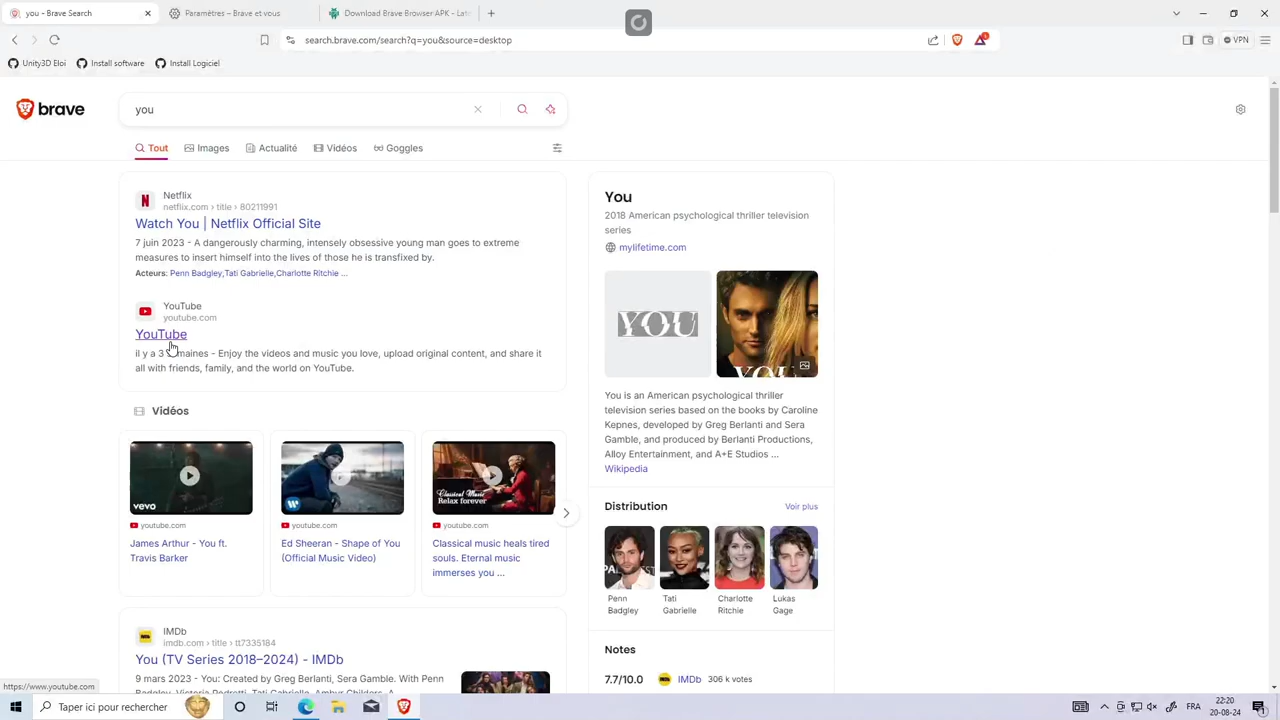 you - Brave Search
Paramètres – Brave et vous
Download Brave Browser APK - Late
search.brave.com/search?q=you&source=desktop
VPN
Unity3D Eloi
Install software
Install Logiciel
brave
you
Tout
Images
Actualité
Vidéos
Goggles
Netflix
netflix.com › title › 80211991
Watch You | Netflix Official Site
7 juin 2023 - A dangerously charming, intensely obsessive young man goes to extreme
measures to insert himself into the lives of those he is transfixed by.
Acteurs: Penn Badgley,Tati Gabrielle,Charlotte Ritchie ...
YouTube
youtube.com
YouTube
il y a 3 maines - Enjoy the videos and music you love, upload original content, and share it
all with friends, family, and the world on YouTube.
Vidéos
vevo
youtube.com
James Arthur - You ft.
Travis Barker
youtube.com
Ed Sheeran - Shape of You
(Official Music Video)
Classical Music
Relax forever
youtube.com
Classical music heals tired
souls. Eternal music
immerses you ...
IMDb
imdb.com › title › tt7335184
You (TV Series 2018–2024) - IMDb
9 mars 2023 - You: Created by Greg Berlanti, Sera Gamble. With Penn
Badgley, Victoria Pedretti, Tati Gabrielle, Ambyr Childers. A
You
2018 American psychological thriller television
series
mylifetime.com
YOU
YOU
You is an American psychological thriller
television series based on the books by Caroline
Kepnes, developed by Greg Berlanti and Sera
Gamble, and produced by Berlanti Productions,
Alloy Entertainment, and A+E Studios ...
Wikipedia
Distribution
Voir plus
Penn
Badgley
Tati
Gabrielle
Charlotte
Ritchie
Lukas
Gage
Notes
7.7/10.0
IMDb
306 k votes
https://www.youtube.com
Taper ici pour rechercher
FRA
22:20
20-08-24